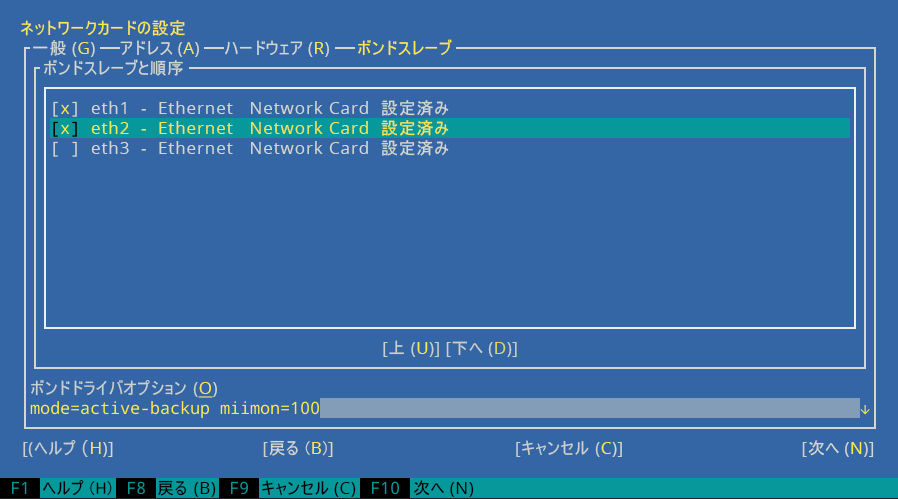 ネットワークカードの設定
一般 (G) アドレス (A) ハードウェア (R) ボンドスレーブ
ボンドスレーブと順序
[x] eth1 - Ethernet Network Card 設定済み
[x] eth2 - Ethernet Network Card 設定済み
[ ] eth3 - Ethernet Network Card 設定済み
[上 (U)] [下へ (D)]
ボンドドライバオプション (O)
mode=active-backup miimon=100 ↓
[(ヘルプ (H)] [戻る (B)] [キャンセル (C)] [次へ (N)]
F1 ヘルプ (H) F8 戻る (B) F9 キャンセル (C) F10 次へ (N)